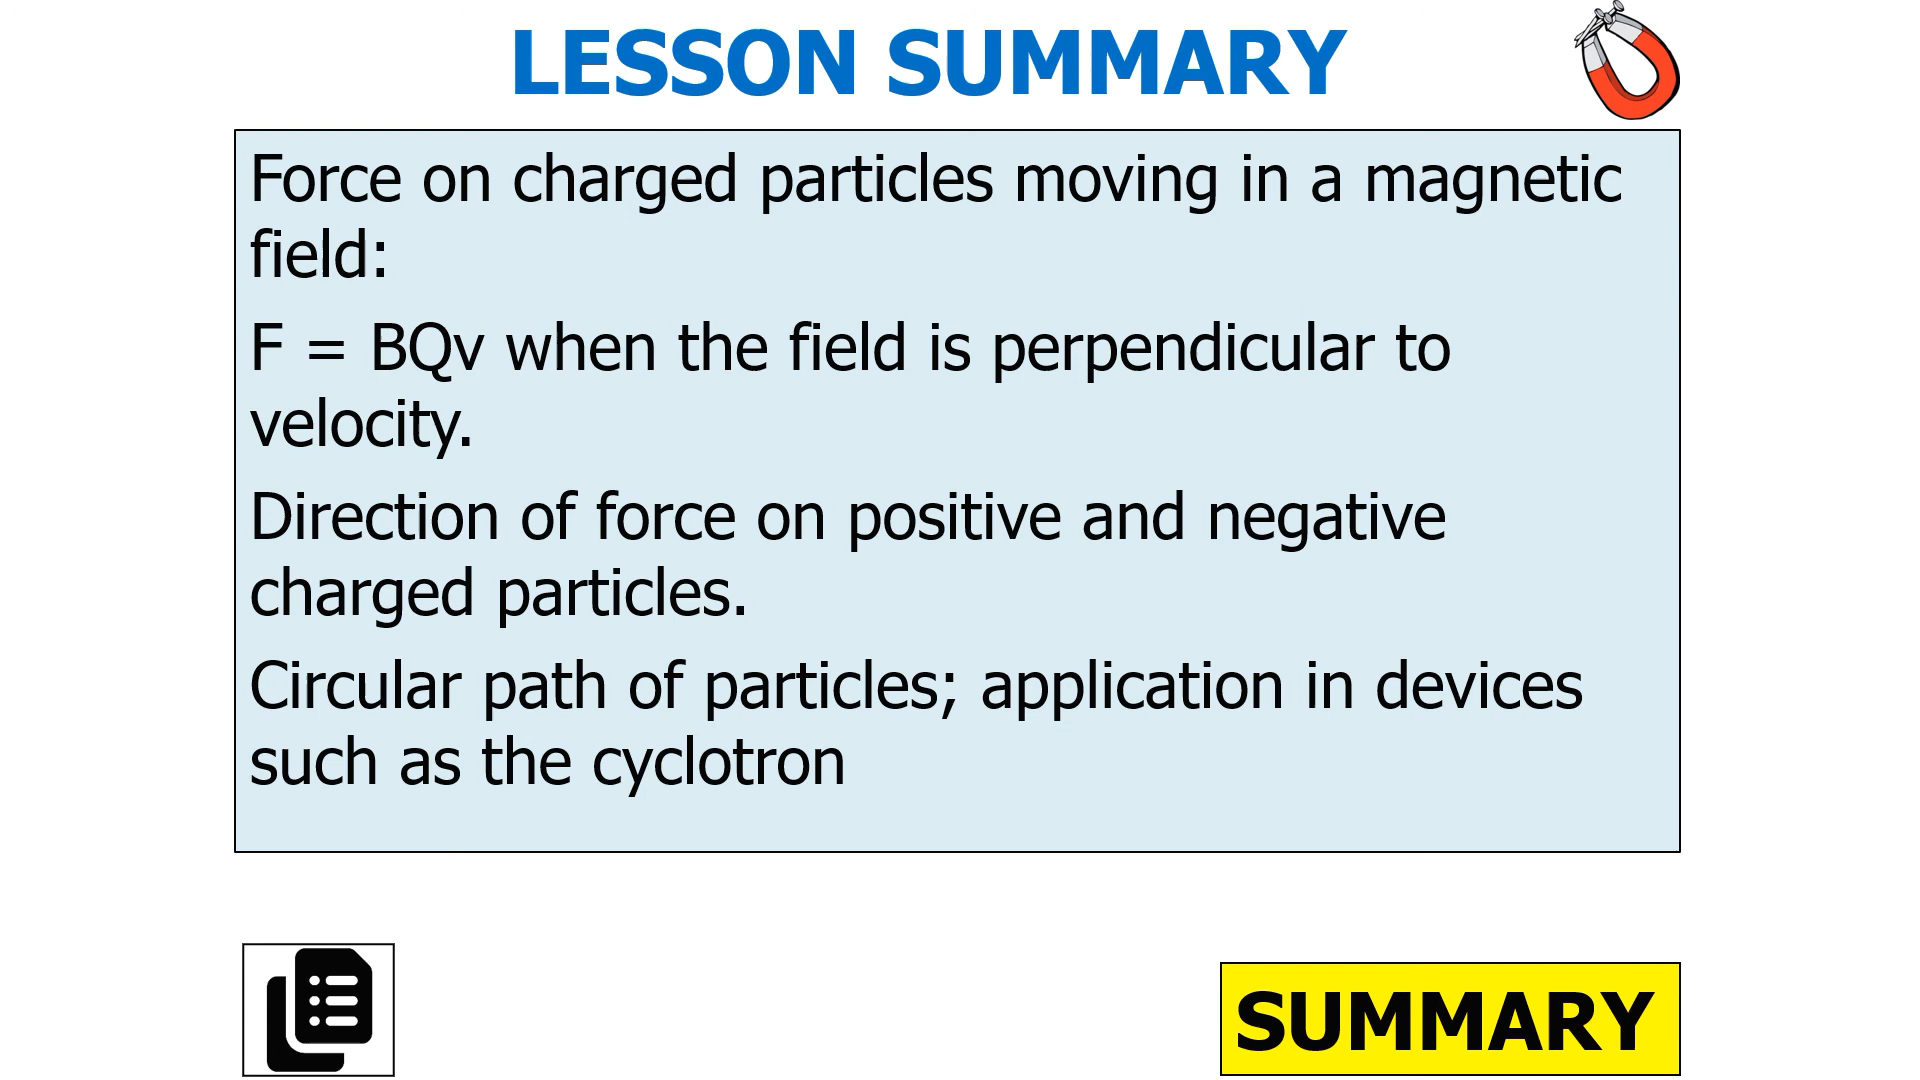 LESSON SUMMARY
Force on charged particles moving in a magnetic
field:
F = BQv when the field is perpendicular to
velocity.
Direction of force on positive and negative
charged particles.
Circular path of particles; application in devices
such as the cyclotron
SUMMARY